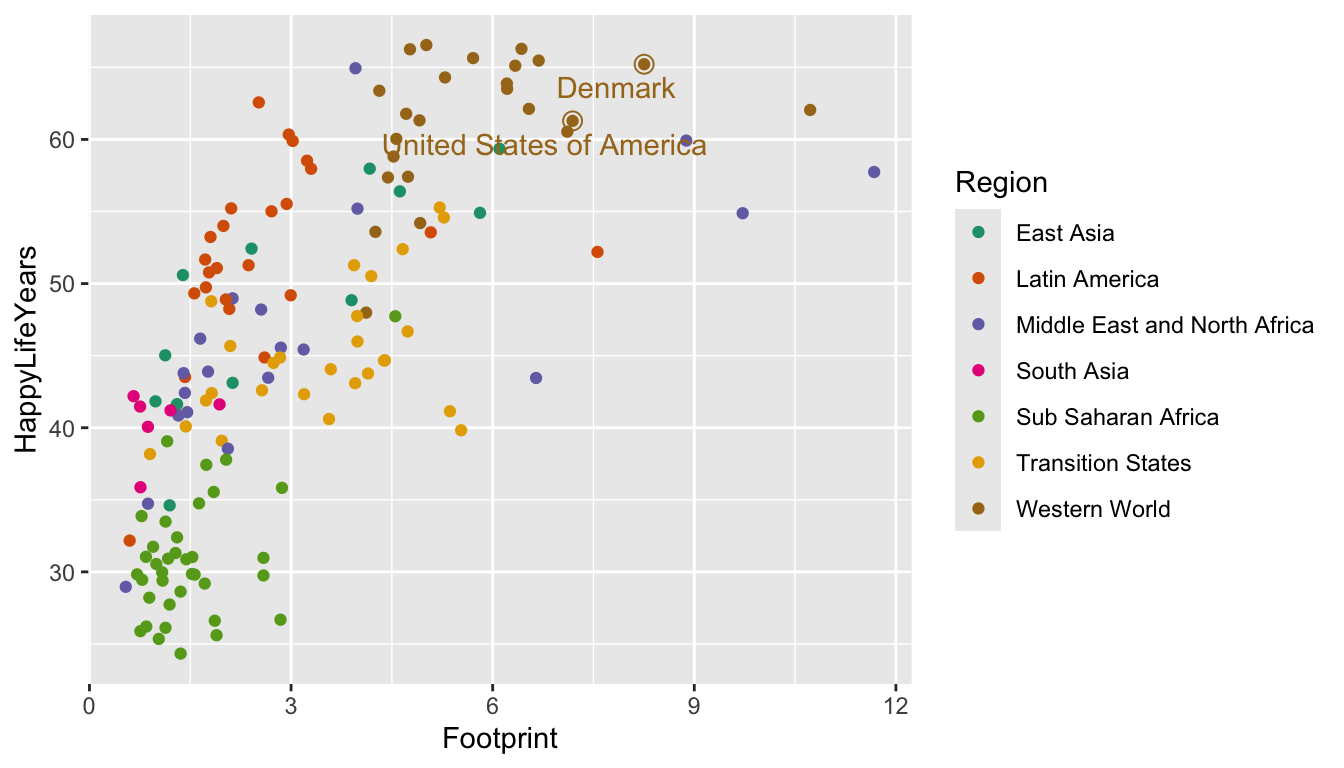 Denmark
United States of America
60
50
40
30
0
3
6
9
12
Footprint
HappyLifeYears
Region
East Asia
Latin America
Middle East and North Africa
South Asia
Sub Saharan Africa
Transition States
Western World